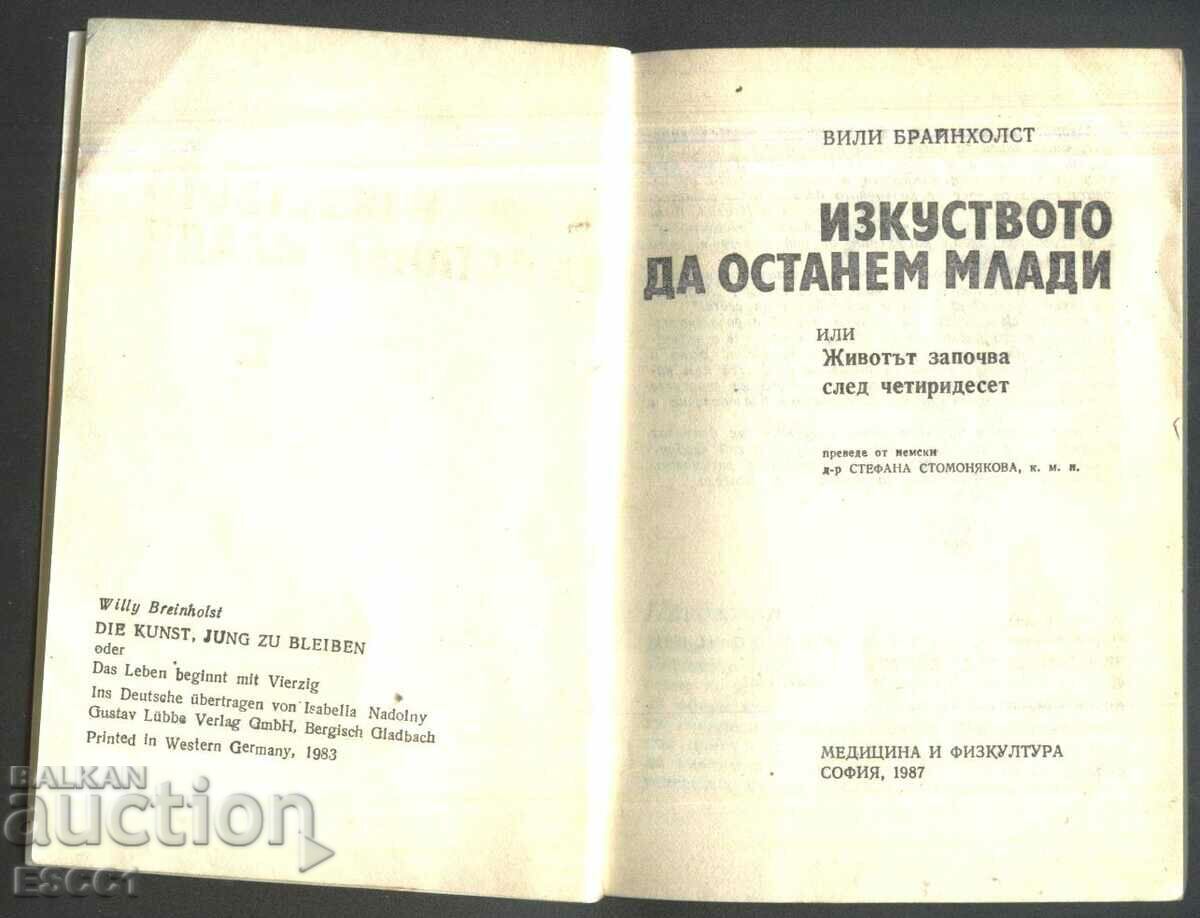 Willy Breinholst
DIE KUNST, JUNG ZU BLEIBEN
oder
Das Leben beginnt mit Vierzig
Ins Deutsche übertragen von Isabella Nadolny
Gustav Lübbe Verlag GmbH, Bergisch Gladbach
Printed in Western Germany, 1983
BALKAN
auction
ESCC1
ВИЛИ БРАЙНХОЛСТ
ИЗКУСТВОТО
ДА ОСТАНЕМ МЛАДИ
ИЛИ
Животът започва
след четиридесет
преведе от немски
д-р СТЕФАНА СТОМОНЯКОВА, к. м. н.
МЕДИЦИНА И ФИЗКУЛТУРА
СОФИЯ, 1987